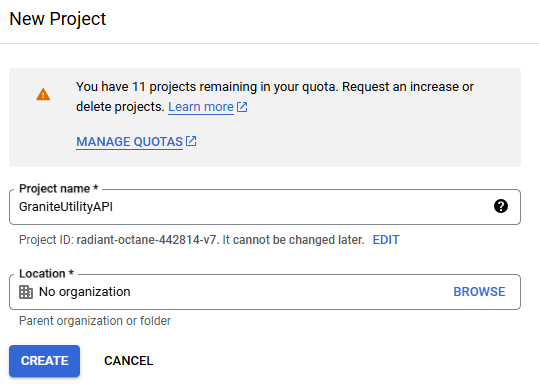 New Project
You have 11 projects remaining in your quota. Request an increase or
delete projects. Learn more
MANAGE QUOTAS
Project name *
GraniteUtilityAPI
Project ID: radiant-octane-442814-v7. It cannot be changed later. EDIT
Location *
No organization BROWSE
Parent organization or folder
CREATE CANCEL